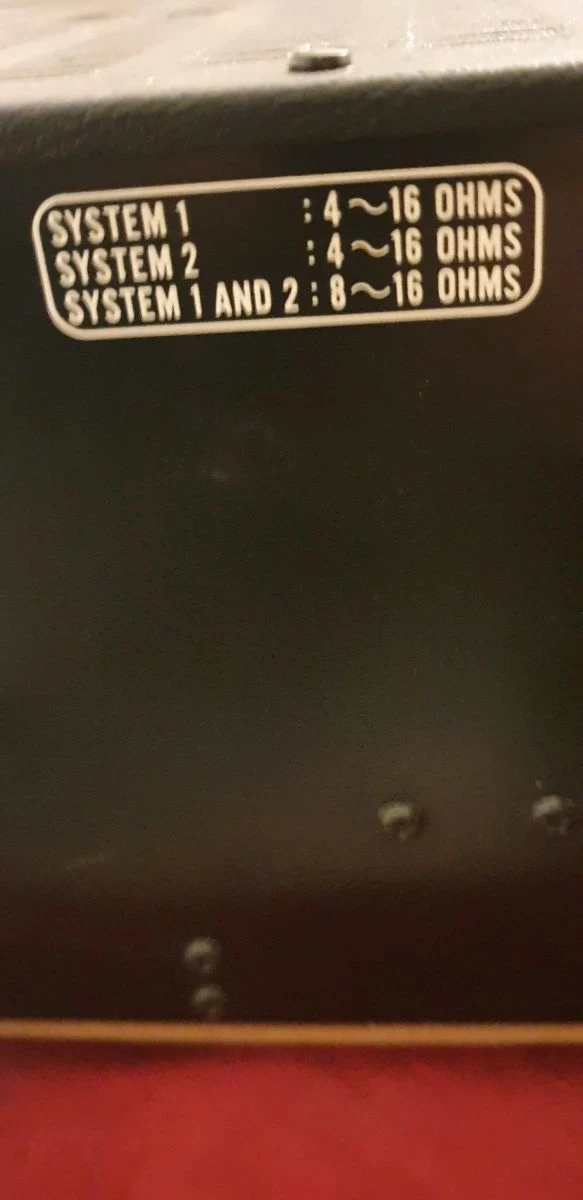 SYSTEM 1 : 4～16 OHMS
SYSTEM 2 : 4～16 OHMS
SYSTEM 1 AND 2 : 8～16 OHMS